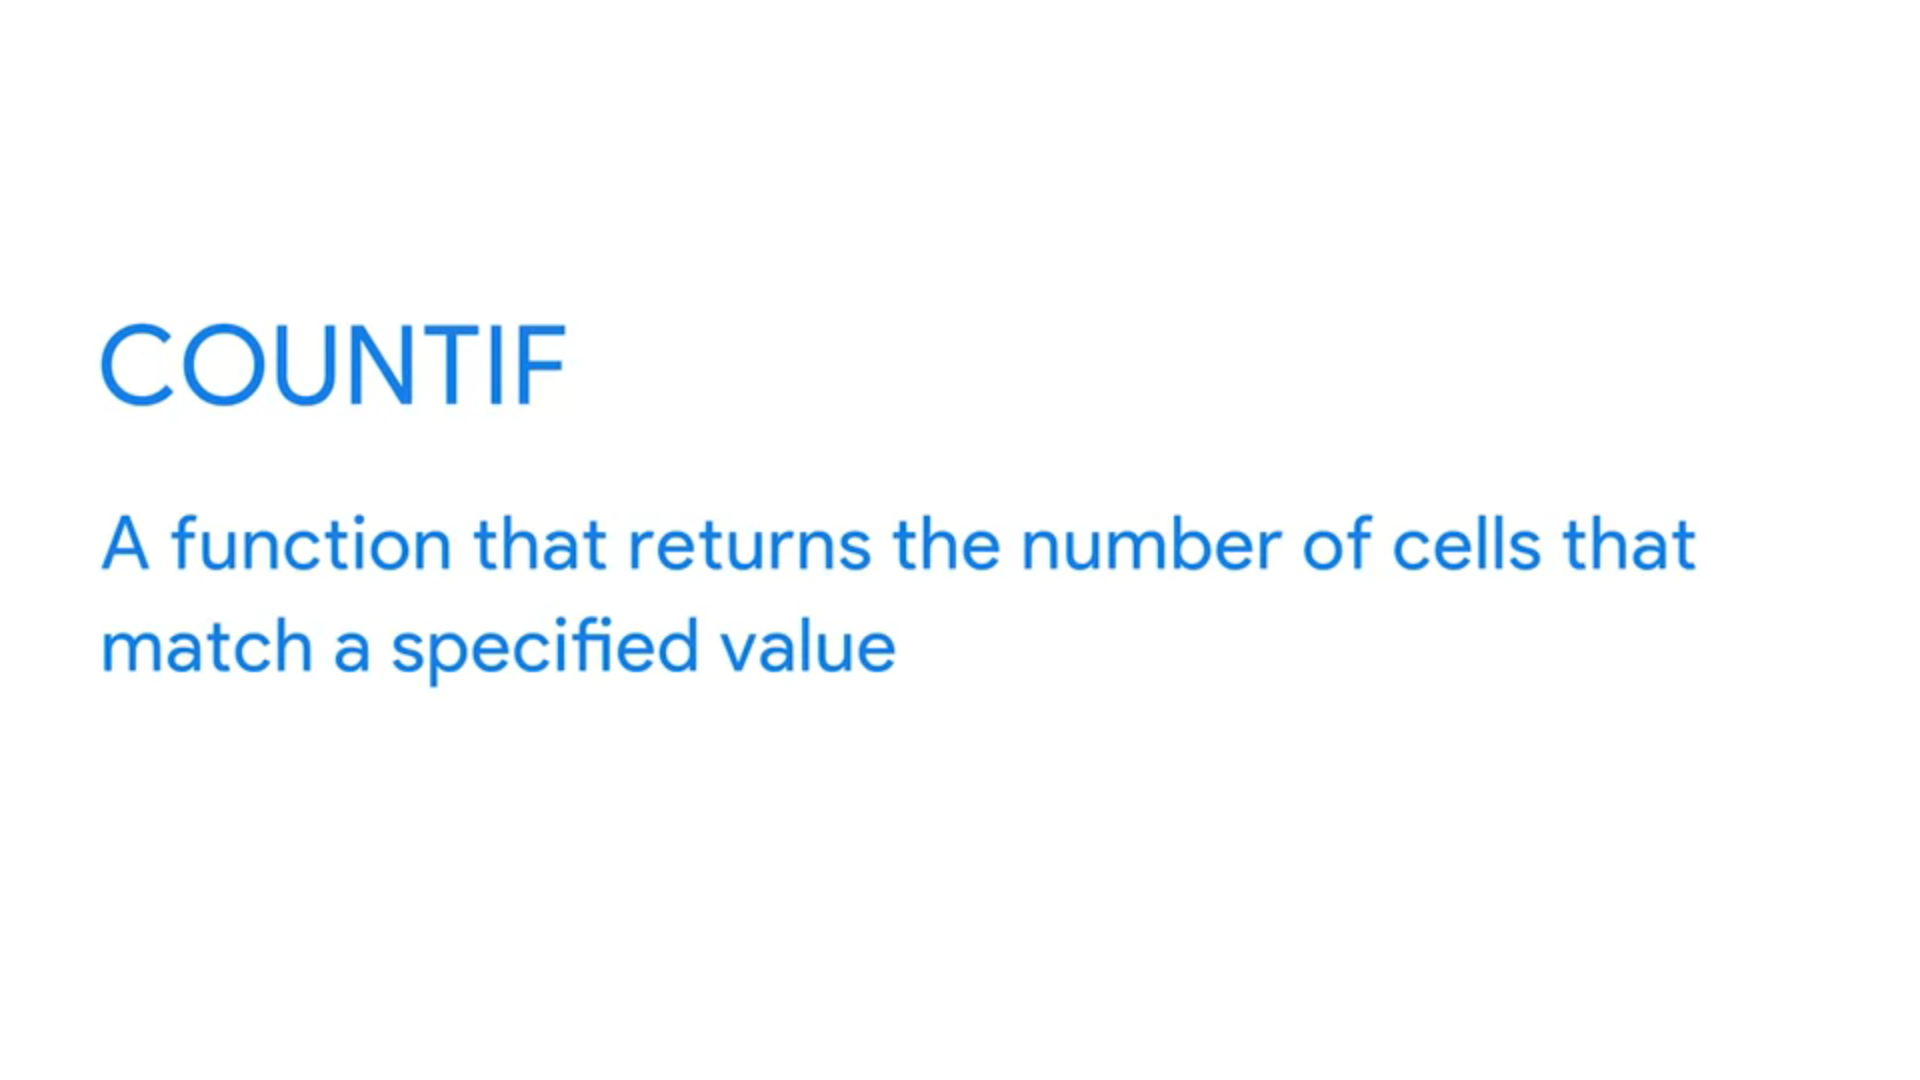 COUNTIF
A function that returns the number of cells that
match a specified value